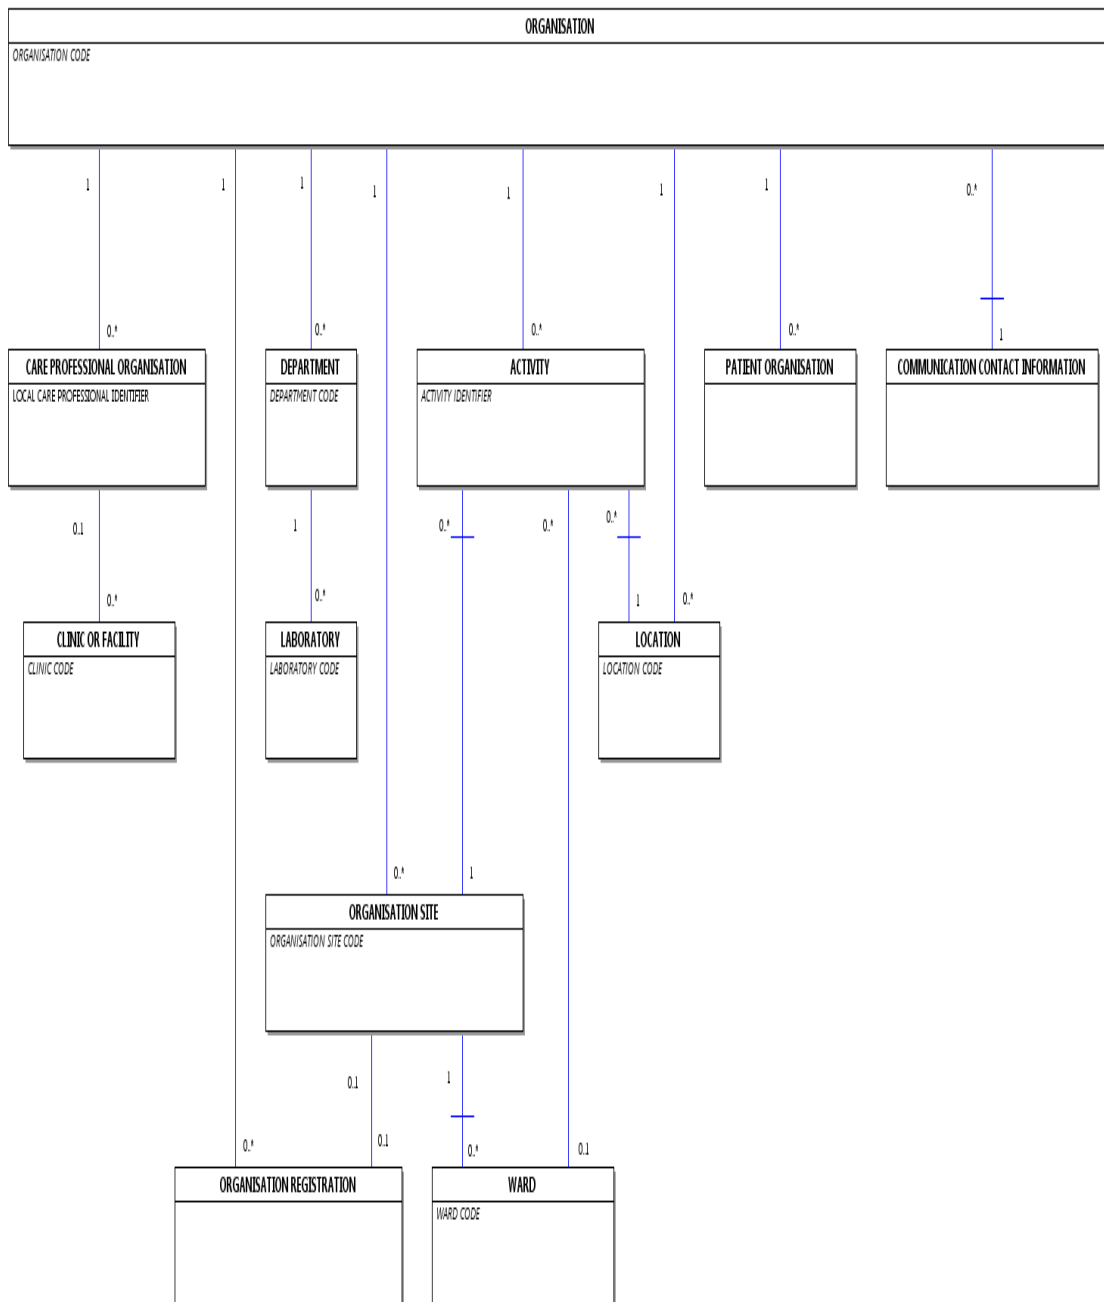 ORGANISATION
ORGANISATION CODE
1 1 1 1 1 1 1 0..*
0..* 0..* 0..* 0..* 1
CARE PROFESSIONAL ORGANISATION DEPARTMENT ACTIVITY PATIENT ORGANISATION COMMUNICATION CONTACT INFORMATION
LOCAL CARE PROFESSIONAL IDENTIFIER DEPARTMENT CODE ACTIVITY IDENTIFIER
0..1 1 0..* 0..* 0..*
0..* 0..* 1 0..*
CLINIC OR FACILITY LABORATORY LOCATION
CLINIC CODE LABORATORY CODE LOCATION CODE
0..* 1
ORGANISATION SITE
ORGANISATION SITE CODE
0..1 1
0..* 0..1 0..* 0..1
ORGANISATION REGISTRATION WARD
WARD CODE